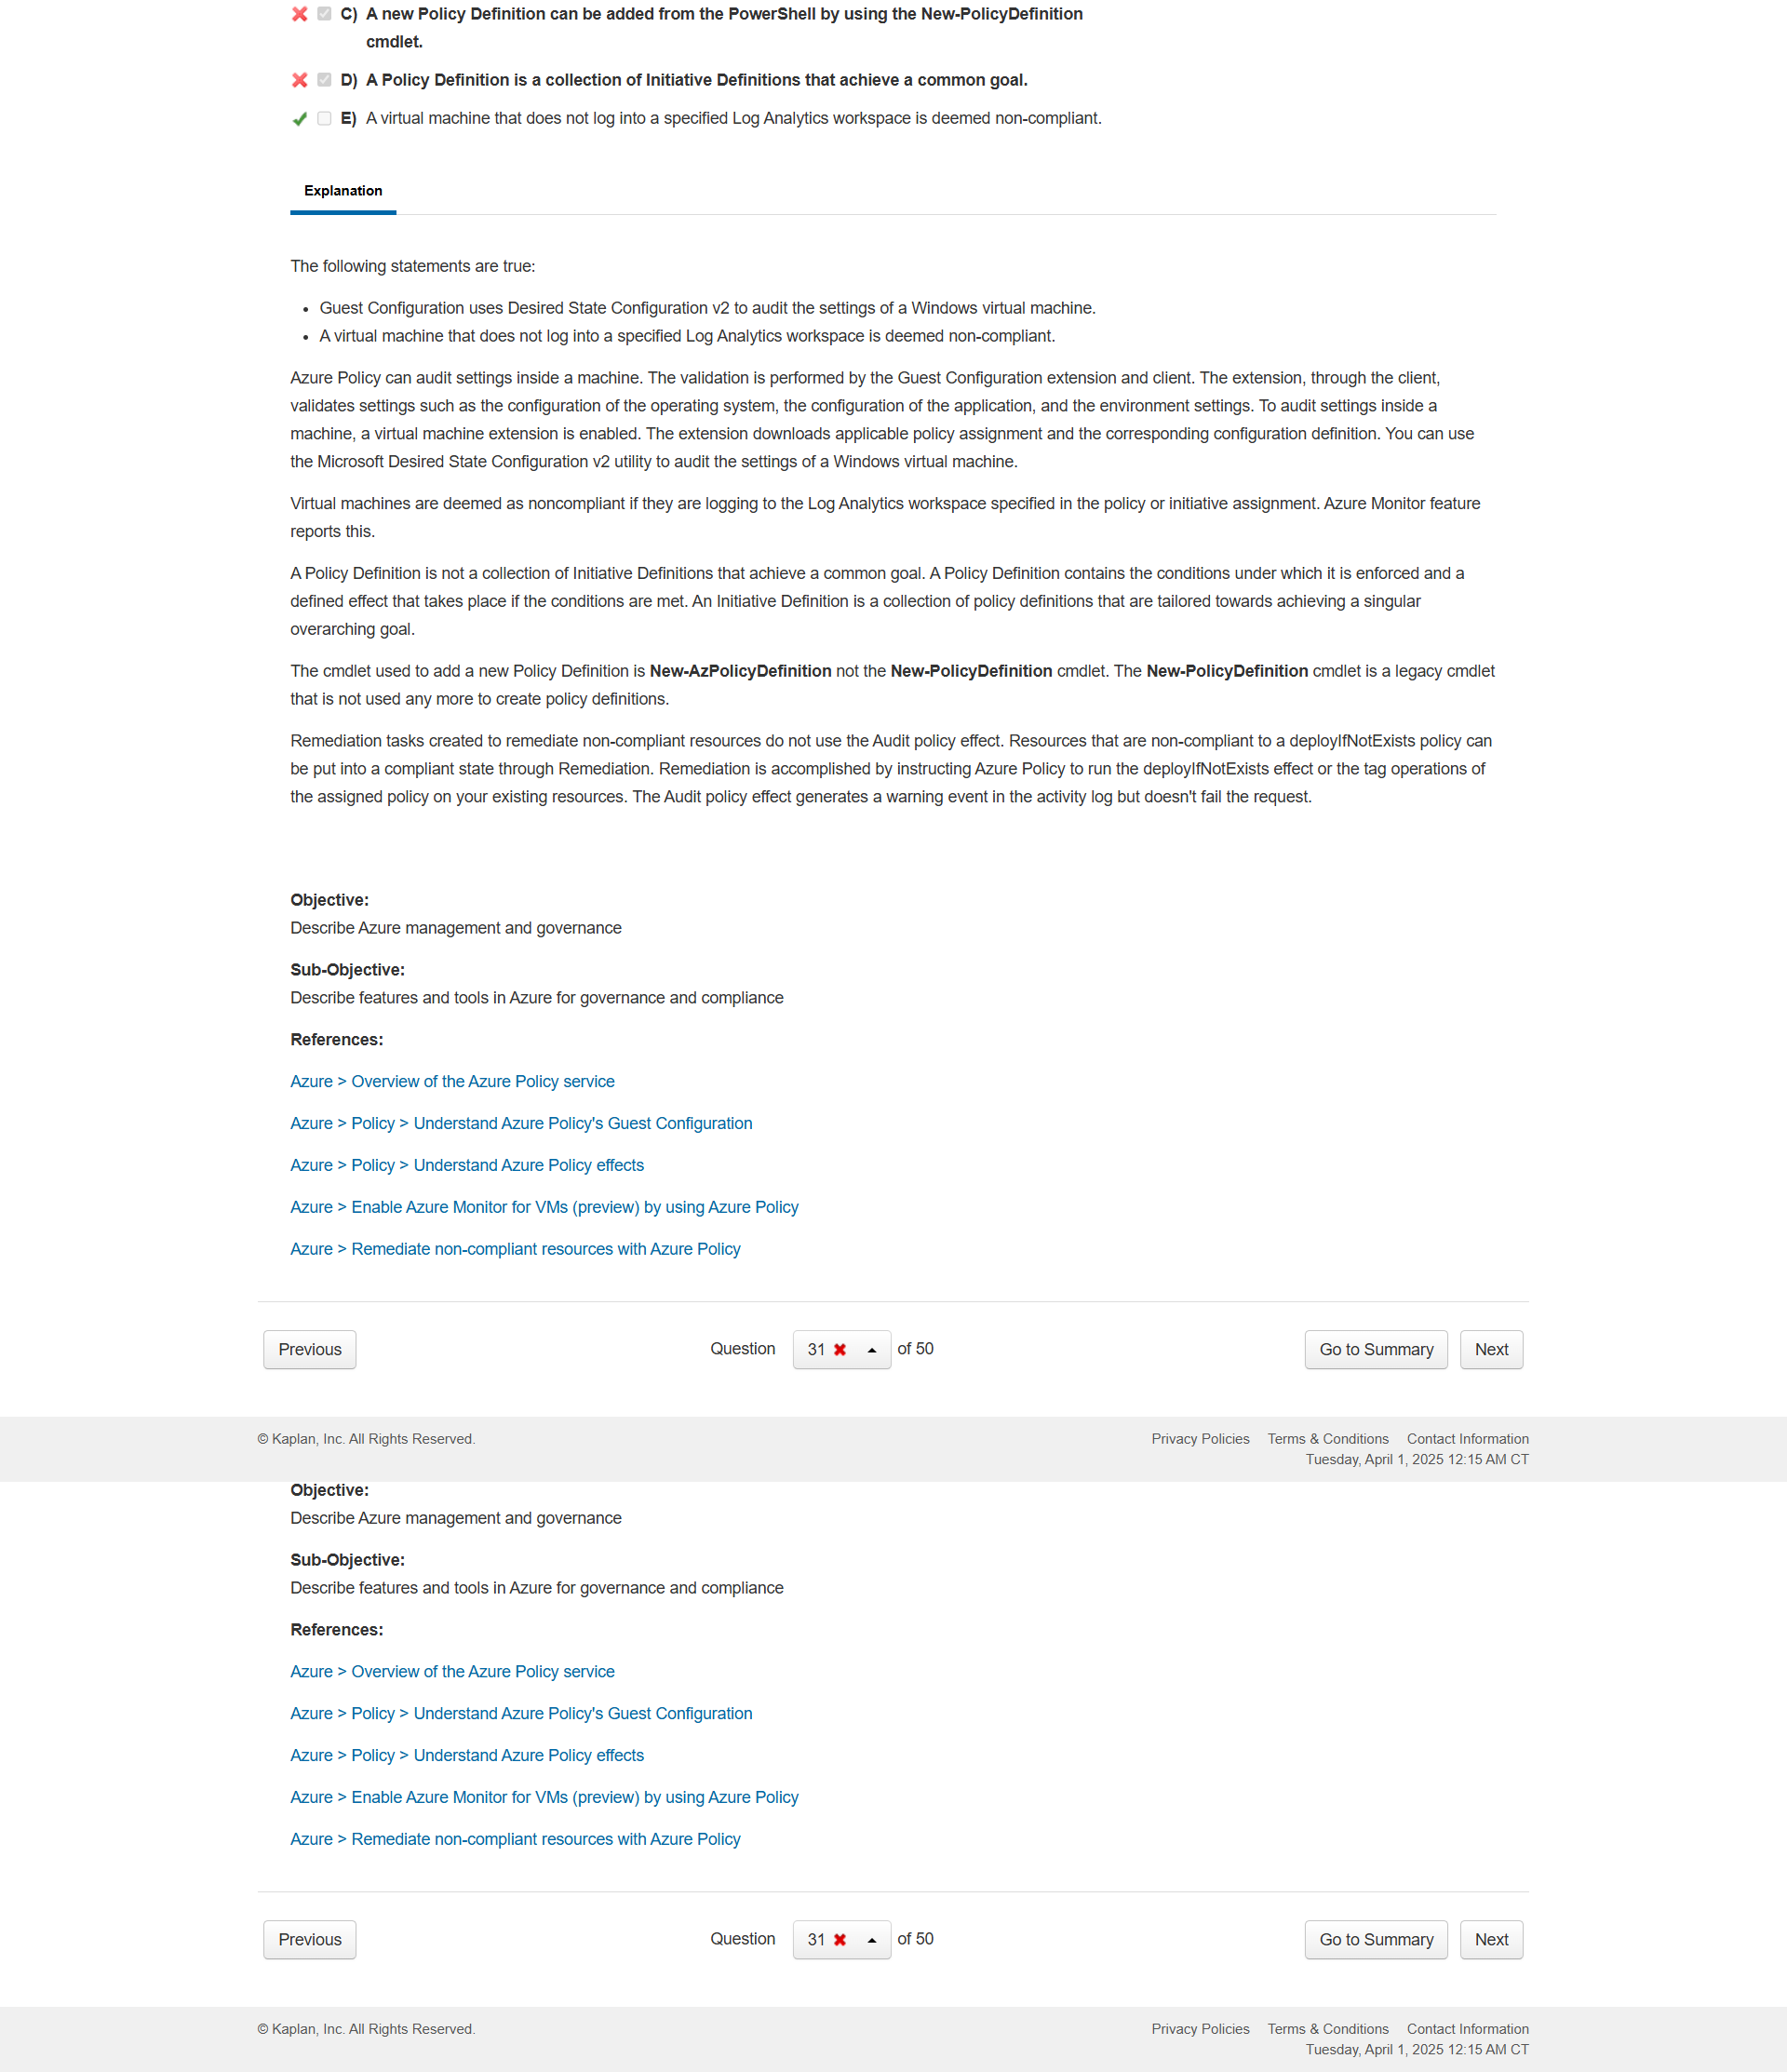 C) A new Policy Definition can be added from the PowerShell by using the New-PolicyDefinition
cmdlet.
D) A Policy Definition is a collection of Initiative Definitions that achieve a common goal.
E) A virtual machine that does not log into a specified Log Analytics workspace is deemed non-compliant.
Explanation
The following statements are true:
• Guest Configuration uses Desired State Configuration v2 to audit the settings of a Windows virtual machine.
• A virtual machine that does not log into a specified Log Analytics workspace is deemed non-compliant.
Azure Policy can audit settings inside a machine. The validation is performed by the Guest Configuration extension and client. The extension, through the client,
validates settings such as the configuration of the operating system, the configuration of the application, and the environment settings. To audit settings inside a
machine, a virtual machine extension is enabled. The extension downloads applicable policy assignment and the corresponding configuration definition. You can use
the Microsoft Desired State Configuration v2 utility to audit the settings of a Windows virtual machine.
Virtual machines are deemed as noncompliant if they are logging to the Log Analytics workspace specified in the policy or initiative assignment. Azure Monitor feature
reports this.
A Policy Definition is not a collection of Initiative Definitions that achieve a common goal. A Policy Definition contains the conditions under which it is enforced and a
defined effect that takes place if the conditions are met. An Initiative Definition is a collection of policy definitions that are tailored towards achieving a singular
overarching goal.
The cmdlet used to add a new Policy Definition is New-AzPolicyDefinition not the New-PolicyDefinition cmdlet. The New-PolicyDefinition cmdlet is a legacy cmdlet
that is not used any more to create policy definitions.
Remediation tasks created to remediate non-compliant resources do not use the Audit policy effect. Resources that are non-compliant to a deployIfNotExists policy can
be put into a compliant state through Remediation. Remediation is accomplished by instructing Azure Policy to run the deployIfNotExists effect or the tag operations of
the assigned policy on your existing resources. The Audit policy effect generates a warning event in the activity log but doesn't fail the request.
Objective:
Describe Azure management and governance
Sub-Objective:
Describe features and tools in Azure for governance and compliance
References:
Azure > Overview of the Azure Policy service
Azure > Policy > Understand Azure Policy's Guest Configuration
Azure > Policy > Understand Azure Policy effects
Azure > Enable Azure Monitor for VMs (preview) by using Azure Policy
Azure > Remediate non-compliant resources with Azure Policy
Previous Question 31 of 50 Go to Summary Next
© Kaplan, Inc. All Rights Reserved. Privacy Policies Terms & Conditions Contact Information
Tuesday, April 1, 2025 12:15 AM CT
Objective:
Describe Azure management and governance
Sub-Objective:
Describe features and tools in Azure for governance and compliance
References:
Azure > Overview of the Azure Policy service
Azure > Policy > Understand Azure Policy's Guest Configuration
Azure > Policy > Understand Azure Policy effects
Azure > Enable Azure Monitor for VMs (preview) by using Azure Policy
Azure > Remediate non-compliant resources with Azure Policy
Previous Question 31 of 50 Go to Summary Next
© Kaplan, Inc. All Rights Reserved. Privacy Policies Terms & Conditions Contact Information
Tuesday, April 1, 2025 12:15 AM CT